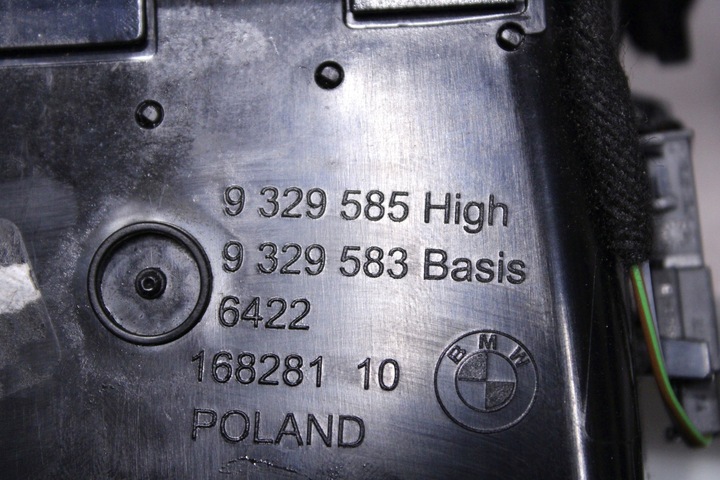 9 329 585 High
9 329 583 Basis
6422
168281 10
BMW
POLAND